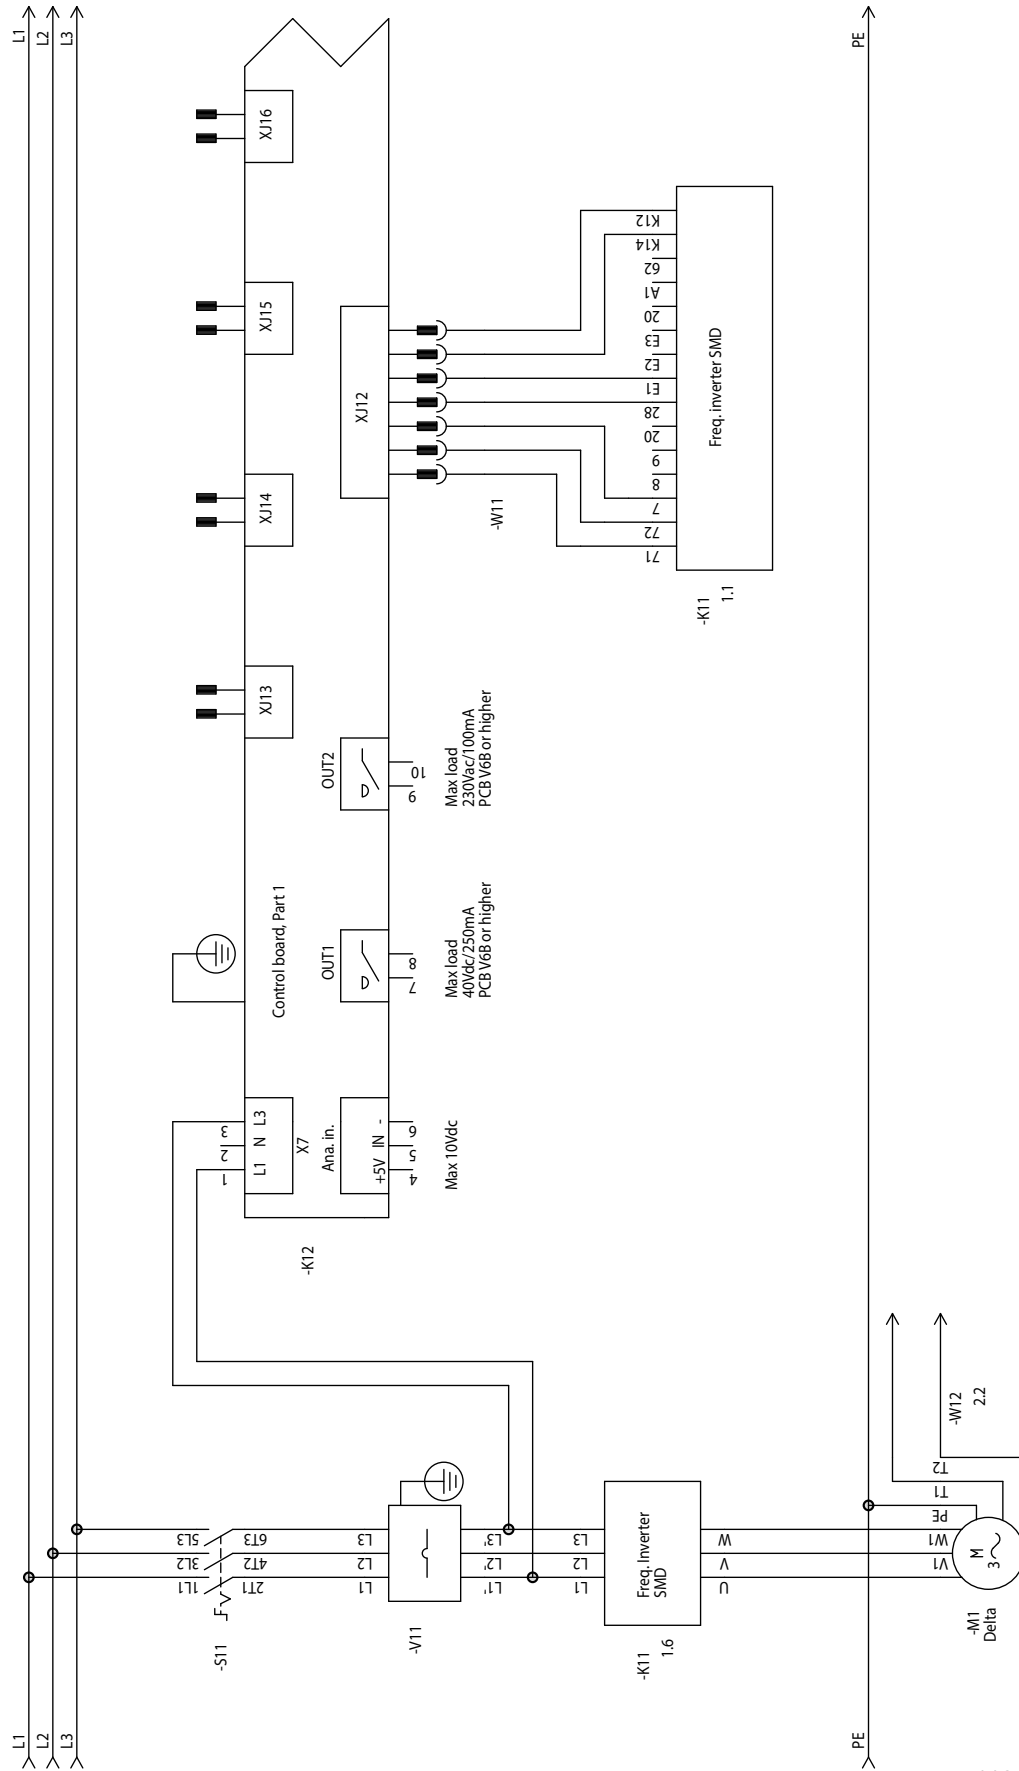 L1
L1
L2
L2
L3
L3
-S11
1L1 3L2 5L3
2T1 4T2 6T3
-V11
L1 L2 L3
L1' L2' L3'
-K11
1.6
L1 L2 L3
Freq. Inverter
SMD
U V W
-M1
Delta
V1 W1 PE T1 T2
M
3
-W12
2.2
-K12
1 2 3
L1 N L3
X7
Ana. in.
+5V IN -
4 5 6
Max 10Vdc
Control board, Part 1
OUT1
7 8
Max load
40Vdc/250mA
PCB V6B or higher
OUT2
9 10
Max load
230Vac/100mA
PCB V6B or higher
XJ13
XJ14
XJ15
XJ16
XJ12
-W11
71 72 7 8 9 20 28 E1 E2 E3 20 A1 62 K14 K12
-K11
1.1
Freq. inverter SMD
PE
PE